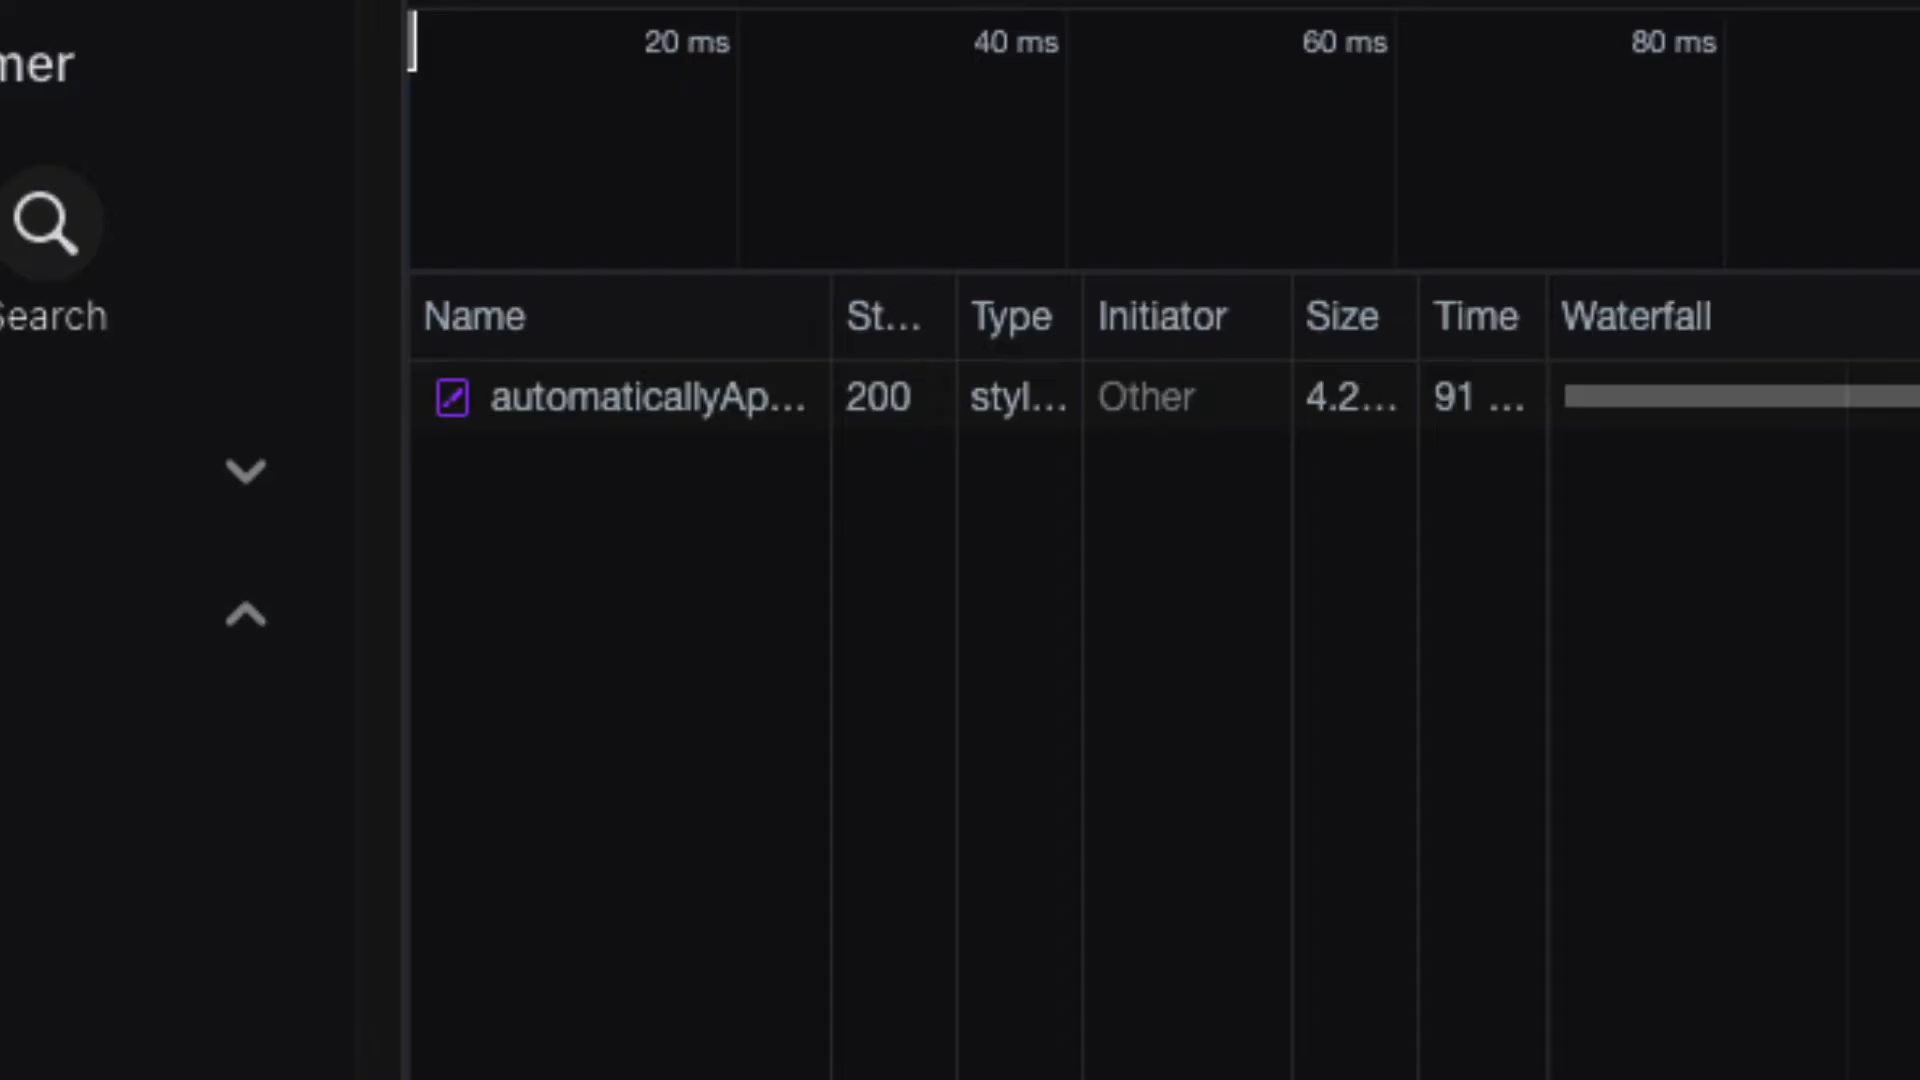 mer
Search
20 ms 40 ms 60 ms 80 ms
Name St... Type Initiator Size Time Waterfall
automaticallyAp... 200 styl... Other 4.2... 91 ...